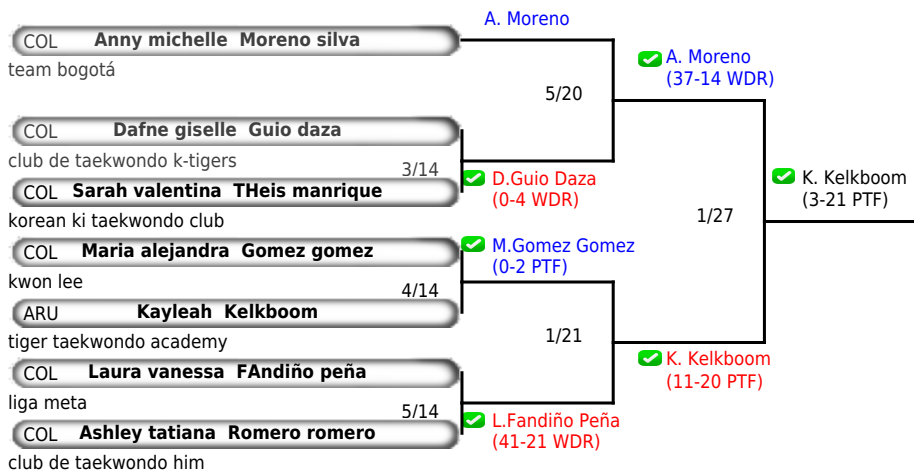 A. Moreno
COL Anny michelle Moreno silva
team bogotá
A. Moreno
(37-14 WDR)
5/20
COL Dafne giselle Guio daza
club de taekwondo k-tigers
3/14
D.Guio Daza
(0-4 WDR)
COL Sarah valentina THeis manrique
korean ki taekwondo club
K. Kelkboom
(3-21 PTF)
1/27
COL Maria alejandra Gomez gomez
kwon lee
M.Gomez Gomez
(0-2 PTF)
4/14
ARU Kayleah Kelkboom
tiger taekwondo academy
1/21
K. Kelkboom
(11-20 PTF)
COL Laura vanessa FAndiño peña
liga meta
5/14
L.Fandiño Peña
(41-21 WDR)
COL Ashley tatiana Romero romero
club de taekwondo him